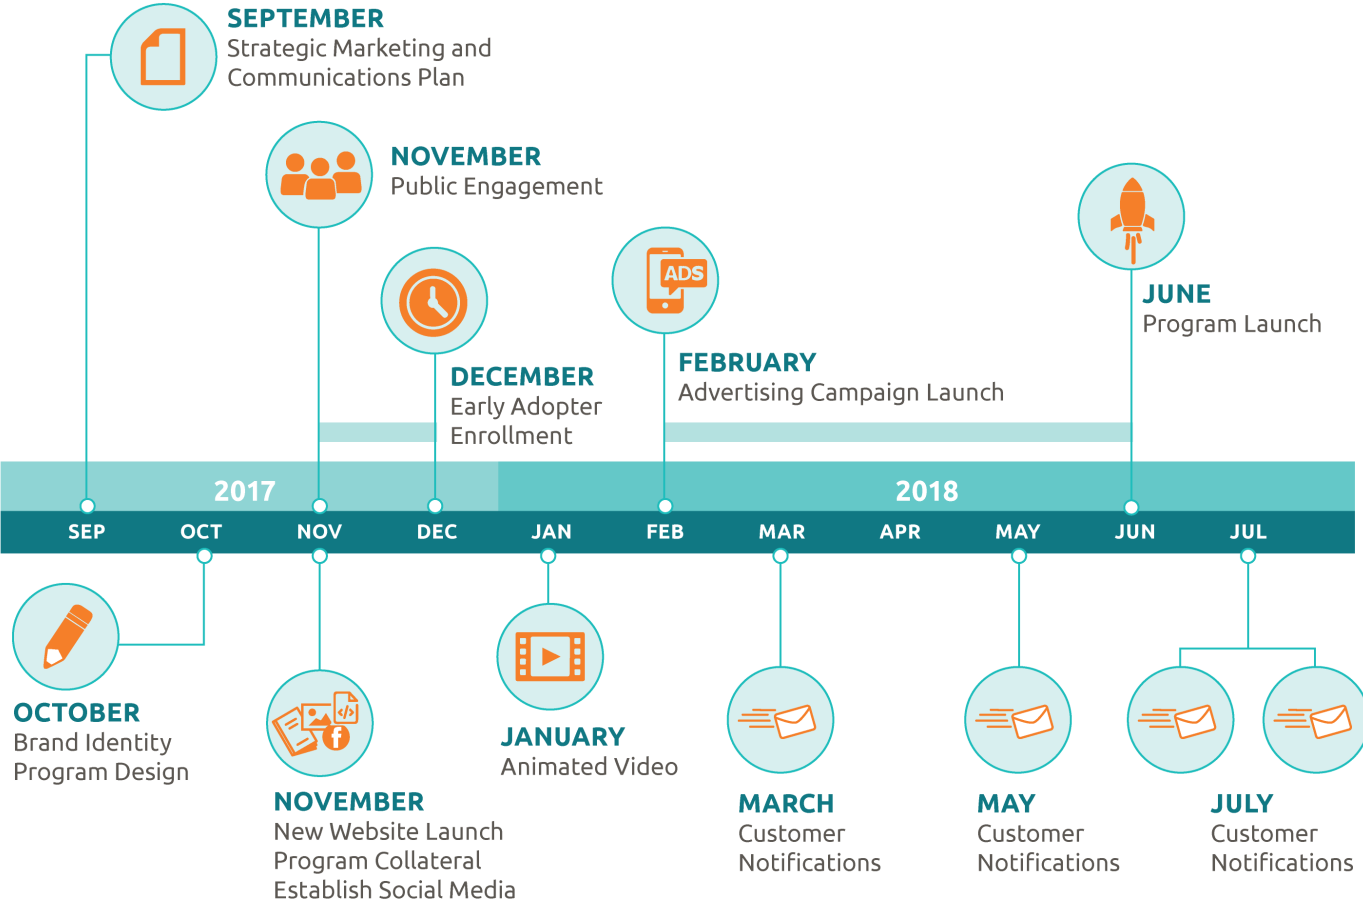 SEPTEMBER
Strategic Marketing and
Communications Plan
NOVEMBER
Public Engagement
ADS
JUNE
Program Launch
FEBRUARY
Advertising Campaign Launch
DECEMBER
Early Adopter
Enrollment
2017
2018
SEP OCT NOV DEC JAN FEB MAR APR MAY JUN JUL
OCTOBER
Brand Identity
Program Design
</>
f
NOVEMBER
New Website Launch
Program Collateral
Establish Social Media
JANUARY
Animated Video
MARCH
Customer
Notifications
MAY
Customer
Notifications
JULY
Customer
Notifications